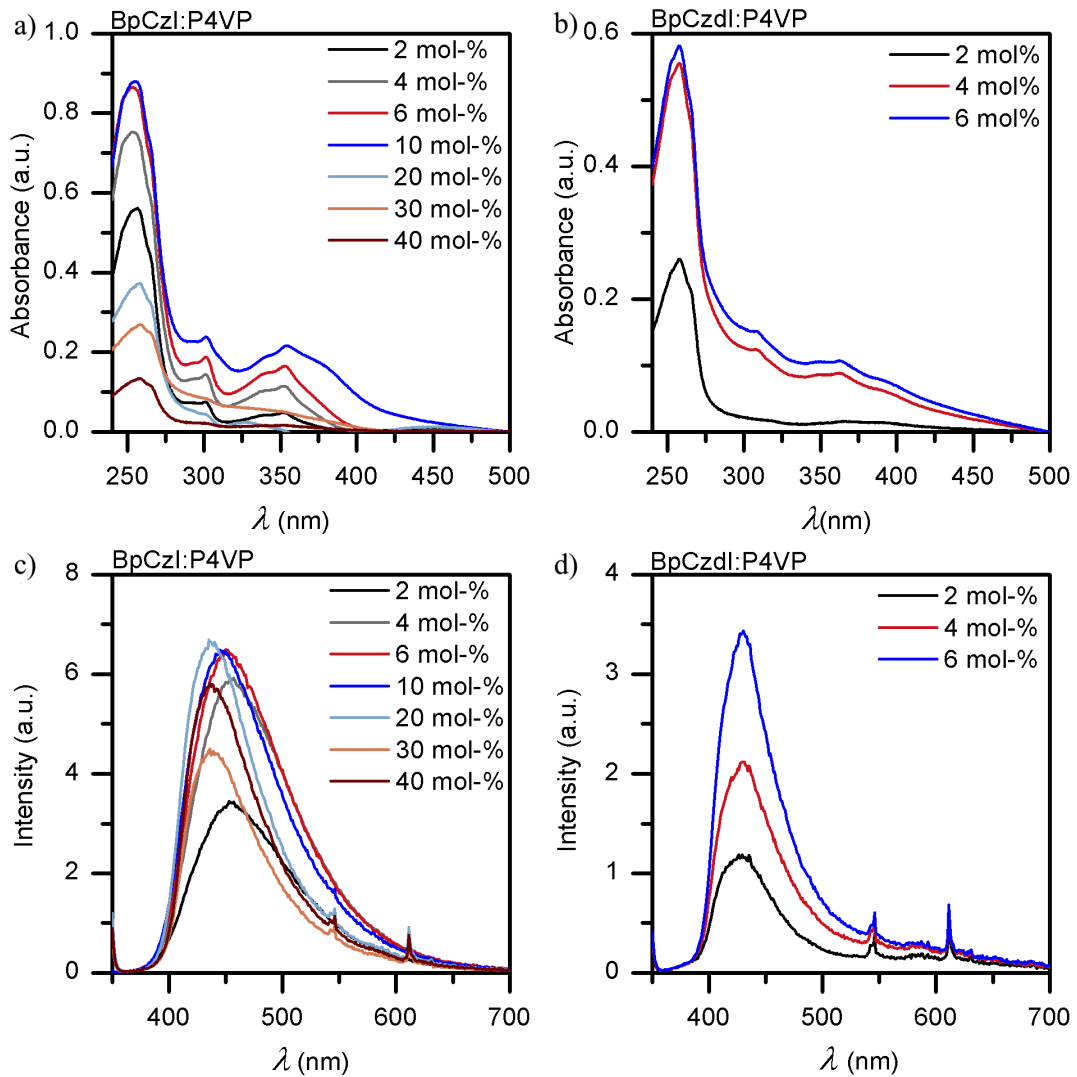 a)
BpCzI:P4VP
1.0
0.8
0.6
0.4
0.2
0.0
Absorbance (a.u.)
2 mol-%
4 mol-%
6 mol-%
10 mol-%
20 mol-%
30 mol-%
40 mol-%
250 300 350 400 450 500
λ (nm)
b)
BpCzdI:P4VP
0.6
0.4
0.2
0.0
Absorbance (a.u.)
2 mol%
4 mol%
6 mol%
250 300 350 400 450 500
λ(nm)
c)
BpCzI:P4VP
8
6
4
2
0
Intensity (a.u.)
2 mol-%
4 mol-%
6 mol-%
10 mol-%
20 mol-%
30 mol-%
40 mol-%
400 500 600 700
λ (nm)
d)
BpCzdI:P4VP
4
3
2
1
0
Intensity (a.u.)
2 mol-%
4 mol-%
6 mol-%
400 500 600 700
λ (nm)